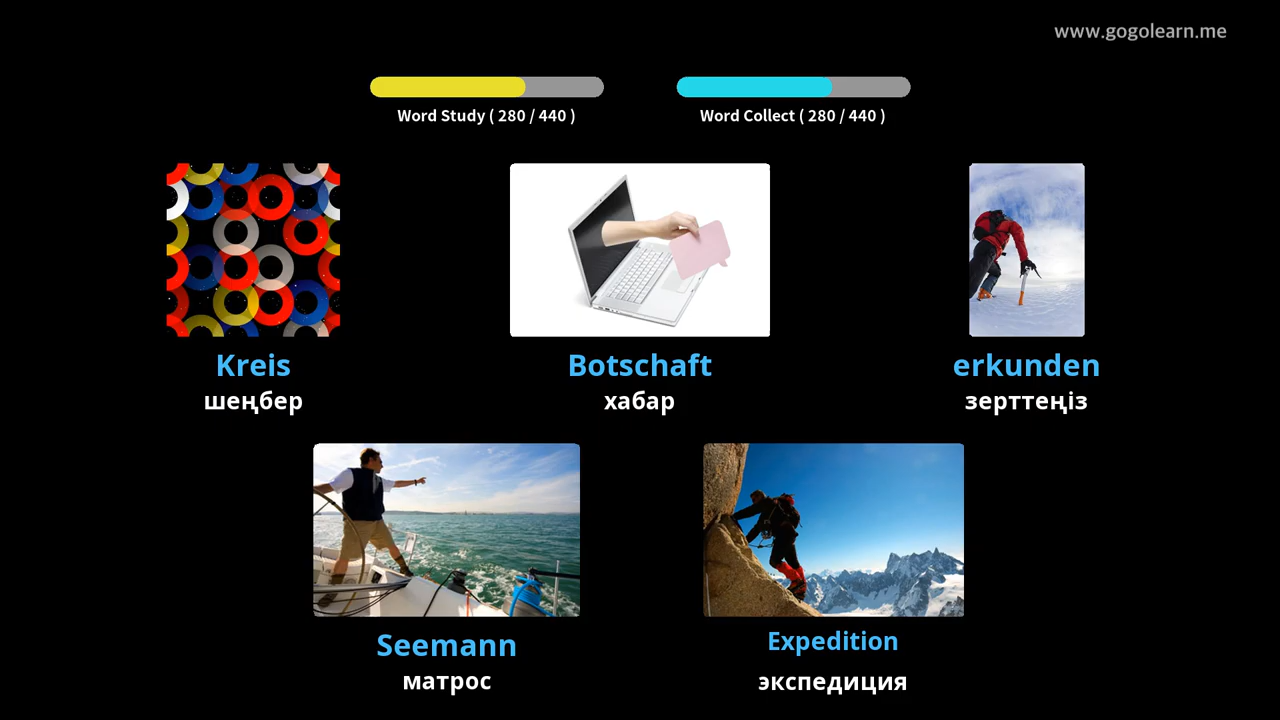 www.gogolearn.me
Word Study ( 280 / 440 )
Word Collect ( 280 / 440 )
Kreis
шеңбер
Botschaft
хабар
erkunden
зерттеңіз
Seemann
матрос
Expedition
экспедиция